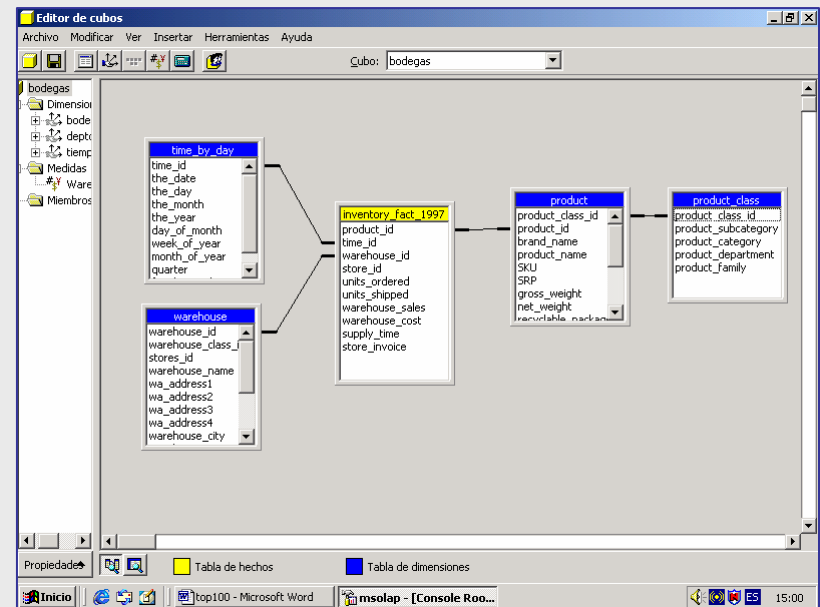 Editor de cubos
Archivo Modificar Ver Insertar Herramientas Ayuda
Cubo: bodegas
bodegas
Dimension
bode
depto
tiemp
Medidas
Ware
Miembros
time_by_day
time_id
the_date
the_day
the_month
the_year
day_of_month
week_of_year
month_of_year
quarter
warehouse
warehouse_id
warehouse_class_i
stores_id
warehouse_name
wa_address1
wa_address2
wa_address3
wa_address4
warehouse_city
inventory_fact_1997
product_id
time_id
warehouse_id
store_id
units_ordered
units_shipped
warehouse_sales
warehouse_cost
supply_time
store_invoice
product
product_class_id
product_id
brand_name
product_name
SKU
SRP
gross_weight
net_weight
recyclable_packag
product_class
product_class_id
product_subcategory
product_category
product_department
product_family
Propiedades
Tabla de hechos
Tabla de dimensiones
Inicio
top100 - Microsoft Word
msolap - [Console Roo...
ES
15:00